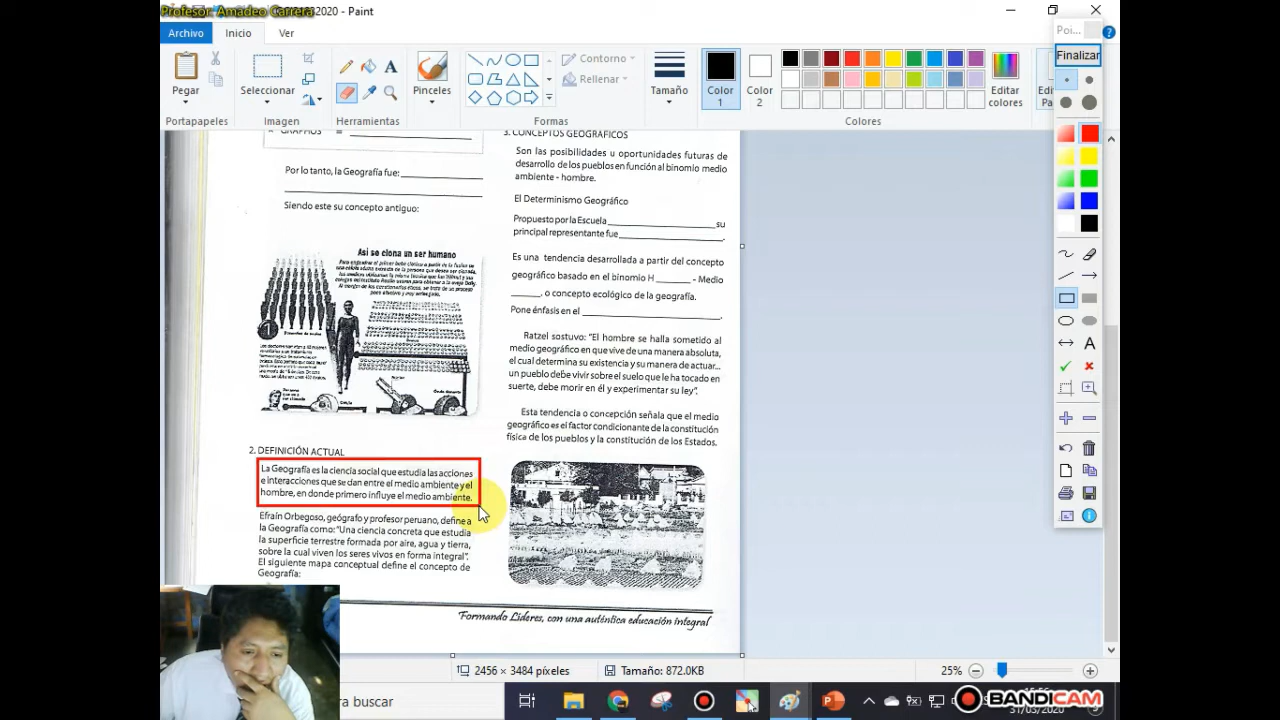 Profesor: Amadeo Carrera
2020 - Paint
Archivo
Inicio
Ver
Poi...
Finalizar
Contorno
Rellenar
Pegar
Seleccionar
Pinceles
Tamaño
Color
1
Color
2
Editar
colores
Portapapeles
Imagen
Herramientas
Formas
Colores
Por lo tanto, la Geografía fue: ____________
____________
Siendo este su concepto antiguo:
Así se clona un ser humano
2. DEFINICIÓN ACTUAL
La Geografía es la ciencia social que estudia las acciones
e interacciones que se dan entre el medio ambiente y el
hombre, en donde primero influye el medio ambiente.
Efraín Orbegoso, geógrafo y profesor peruano, define a
la Geografía como: "Una ciencia concreta que estudia
la superficie terrestre formada por aire, agua y tierra,
sobre la cual viven los seres vivos en forma integral".
El siguiente mapa conceptual define el concepto de
Geografía:
3. CONCEPTOS GEOGRÁFICOS
Son las posibilidades u oportunidades futuras de
desarrollo de los pueblos en función al binomio medio
ambiente - hombre.
El Determinismo Geográfico
Propuesto por la Escuela ____________ su
principal representante fue ____________.
Es una tendencia desarrollada a partir del concepto
geográfico basado en el binomio H ______ - Medio
______, o concepto ecológico de la geografía.
Pone énfasis en el ____________.
Ratzel sostuvo: "El hombre se halla sometido al
medio geográfico en que vive de una manera absoluta,
el cual determina su existencia y su manera de actuar...
un pueblo debe vivir sobre el suelo que le ha tocado en
suerte, debe morir en él y experimentar su ley".
Esta tendencia o concepción señala que el medio
geográfico es el factor condicionante de la constitución
física de los pueblos y la constitución de los Estados.
Formando Líderes, con una auténtica educación integral
2456 × 3484 píxeles
Tamaño: 872.0KB
25%
ra buscar
31/03/2020
BANDICAM